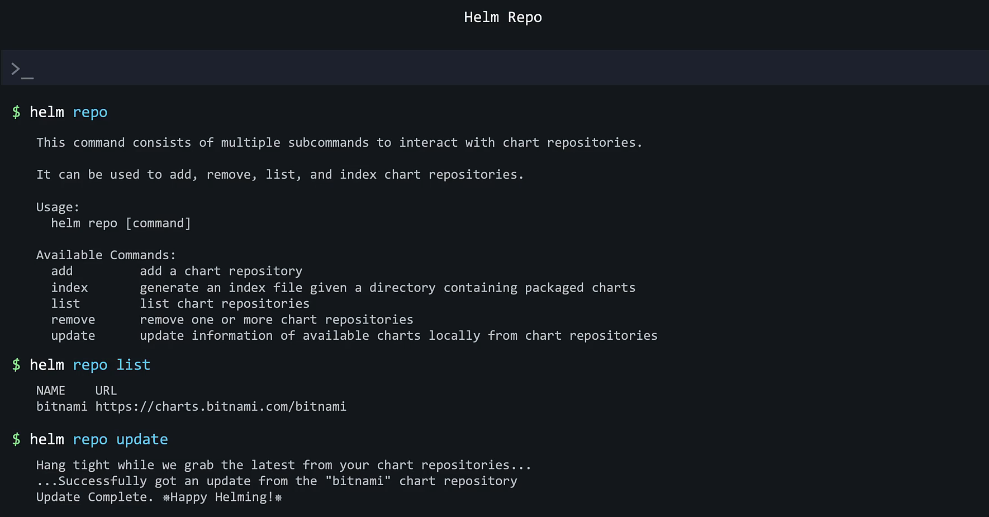 Helm Repo
>_
$ helm repo
This command consists of multiple subcommands to interact with chart repositories.
It can be used to add, remove, list, and index chart repositories.
Usage:
helm repo [command]
Available Commands:
add add a chart repository
index generate an index file given a directory containing packaged charts
list list chart repositories
remove remove one or more chart repositories
update update information of available charts locally from chart repositories
$ helm repo list
NAME URL
bitnami https://charts.bitnami.com/bitnami
$ helm repo update
Hang tight while we grab the latest from your chart repositories...
...Successfully got an update from the "bitnami" chart repository
Update Complete. ⎈Happy Helming!⎈